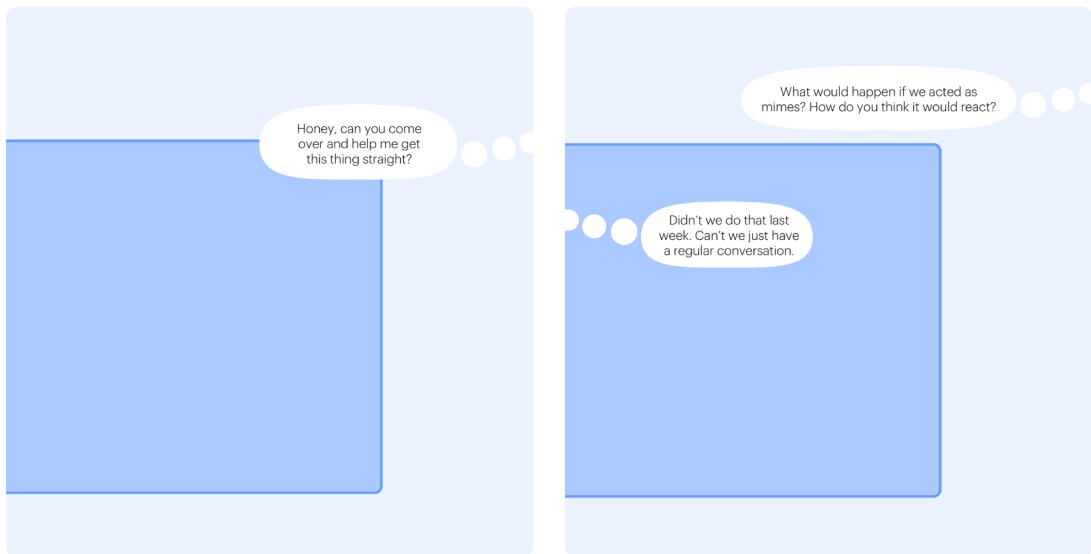 Honey, can you come
over and help me get
this thing straight?
What would happen if we acted as
mimes? How do you think it would react?
Didn't we do that last
week. Can't we just have
a regular conversation.